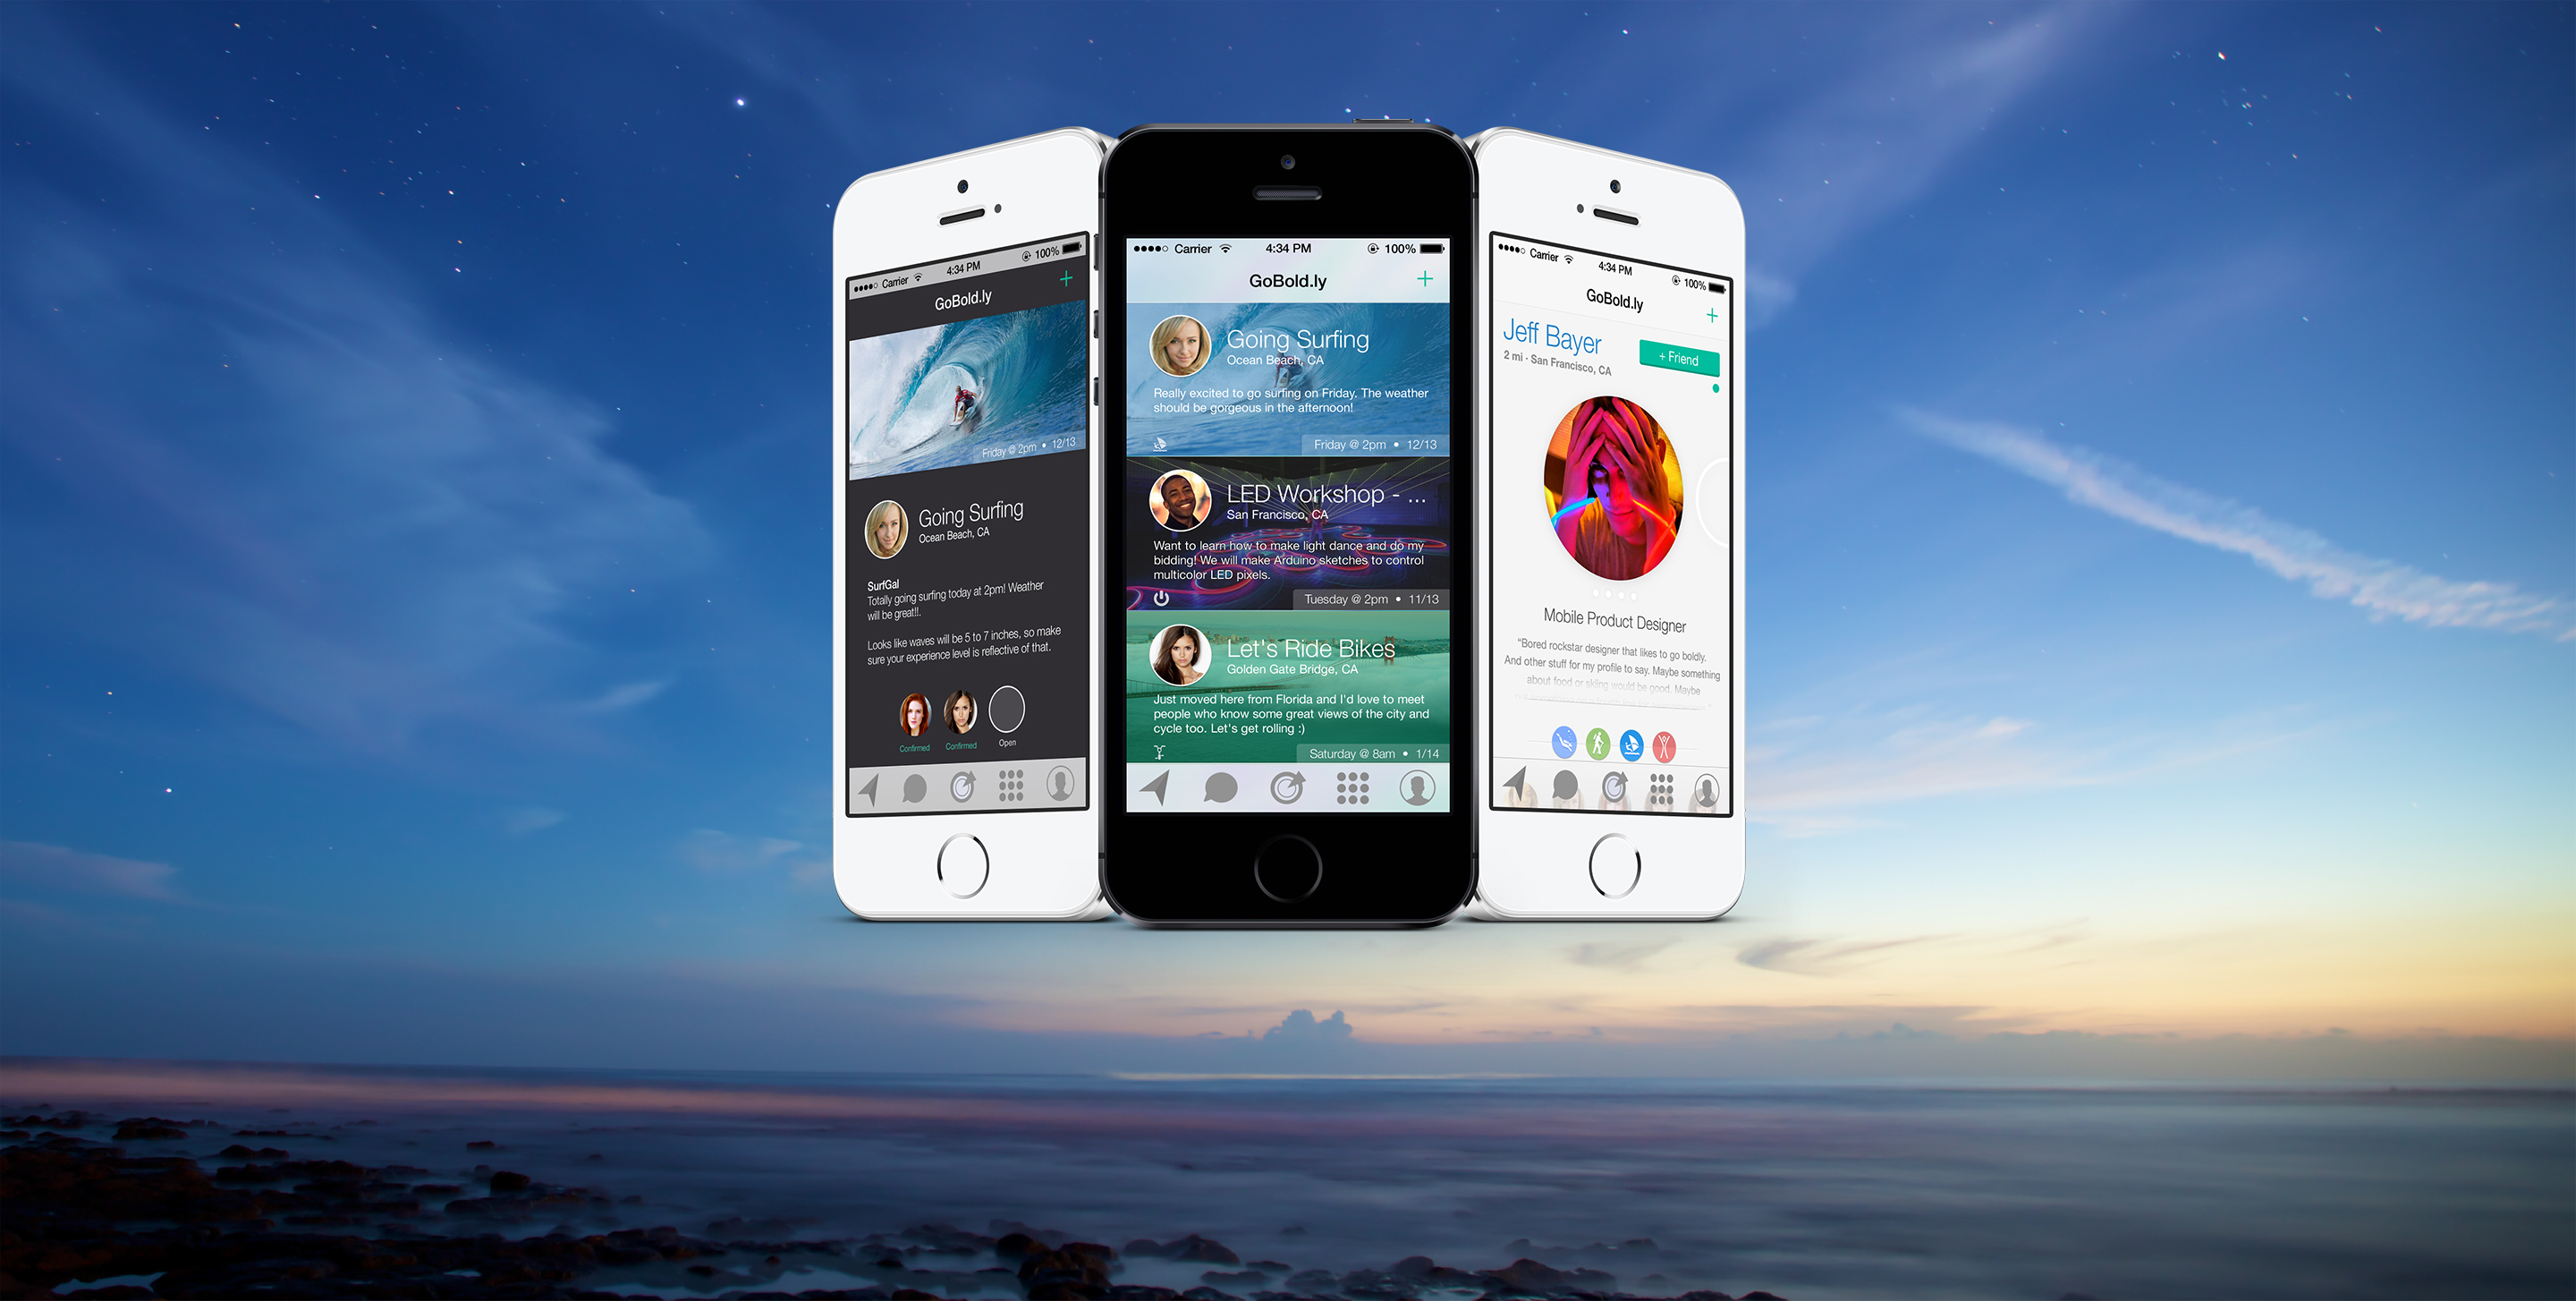 Carrier 4:34 PM 100%
GoBold.ly +
Friday @ 2pm • 12/13
Going Surfing
Ocean Beach, CA
SurfGal
Totally going surfing today at 2pm! Weather
will be great!!.
Looks like waves will be 5 to 7 inches, so make
sure your experience level is reflective of that.
Confirmed Confirmed Open
Carrier 4:34 PM 100%
GoBold.ly +
Going Surfing
Ocean Beach, CA
Really excited to go surfing on Friday. The weather
should be gorgeous in the afternoon!
Friday @ 2pm • 12/13
LED Workshop - ...
San Francisco, CA
Want to learn how to make light dance and do my
bidding! We will make Arduino sketches to control
multicolor LED pixels.
Tuesday @ 2pm • 11/13
Let's Ride Bikes
Golden Gate Bridge, CA
Just moved here from Florida and I'd love to meet
people who know some great views of the city and
cycle too. Let's get rolling :)
Saturday @ 8am • 1/14
Carrier 4:34 PM 100%
GoBold.ly +
Jeff Bayer
+ Friend
2 mi · San Francisco, CA
Mobile Product Designer
“Bored rockstar designer that likes to go boldly.
And other stuff for my profile to say. Maybe something
about food or skiing would be good. Maybe